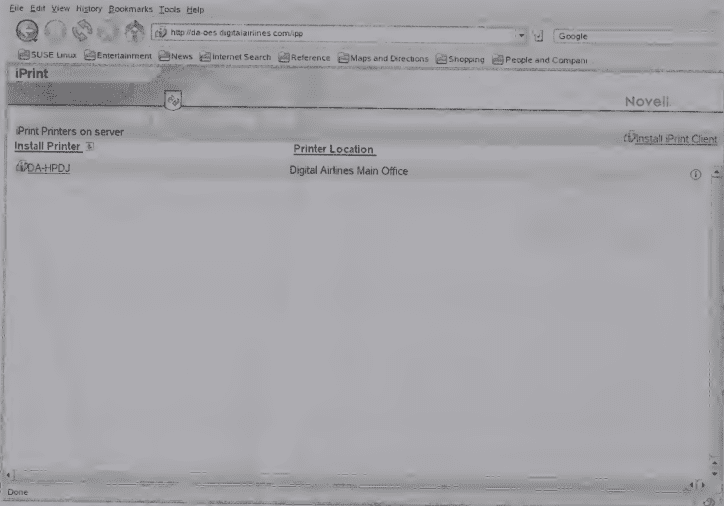 File Edit View History Bookmarks Tools Help
http://da-oes.digitalairlines.com/ipp
Google
SUSE Linux Entertainment News Internet Search Reference Maps and Directions Shopping People and Compani
iPrint
Novell
iPrint Printers on server
Install iPrint Client
Install Printer Printer Location
DA-HPDJ Digital Airlines Main Office
Done